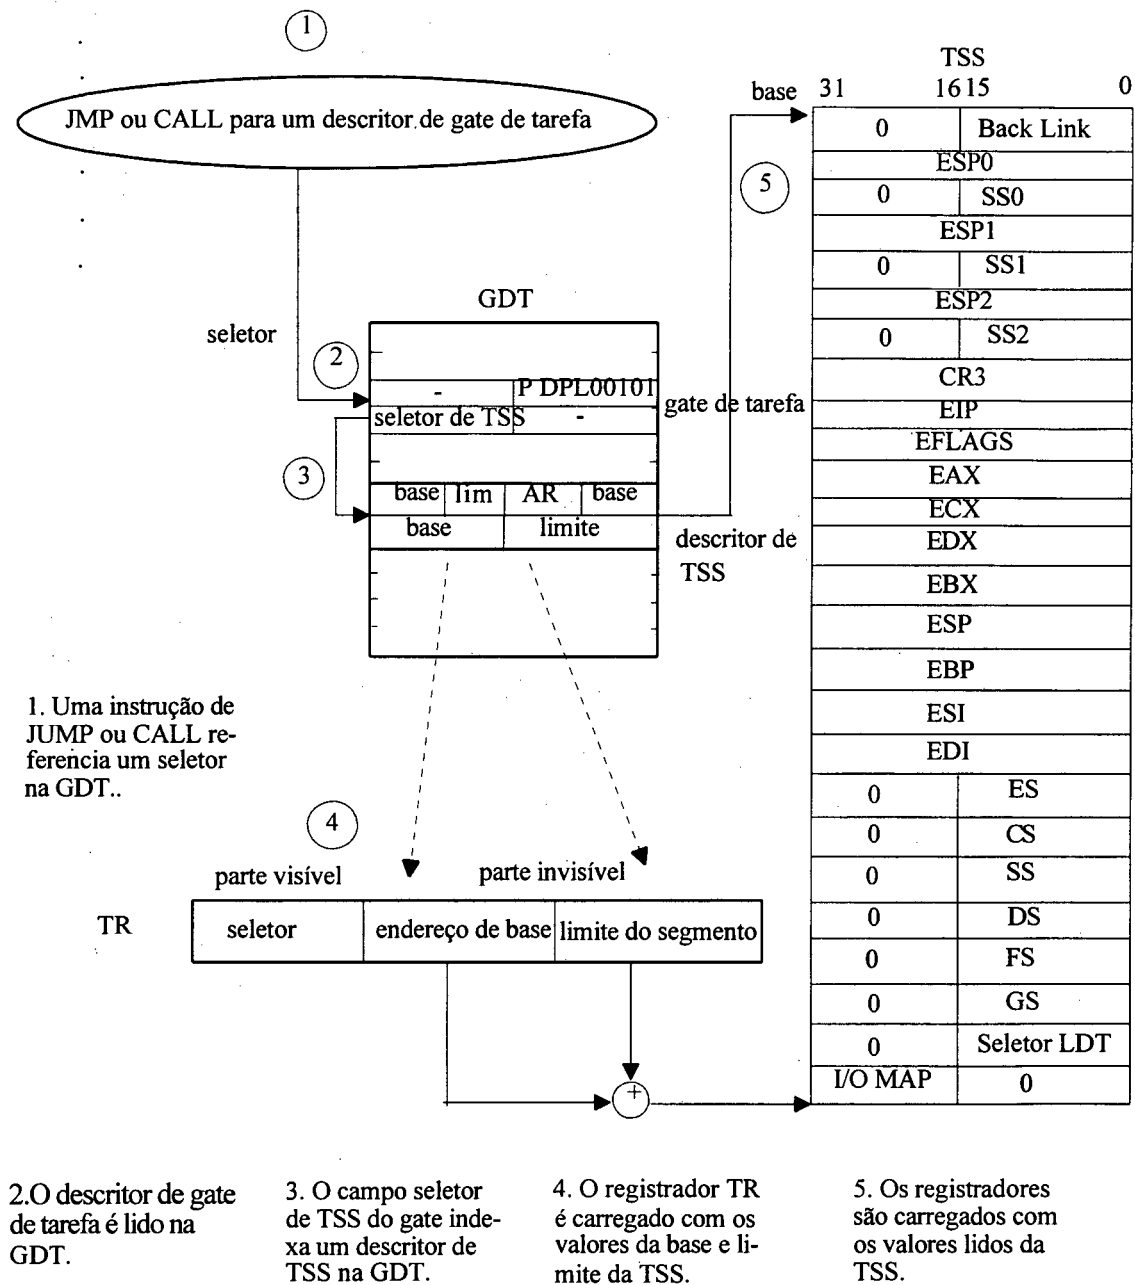 1
JMP ou CALL para um descritor de gate de tarefa
TSS
base 31 16 15 0
0 Back Link
ESP0
0 SS0
ESP1
0 SS1
ESP2
0 SS2
CR3
EIP
EFLAGS
EAX
ECX
EDX
EBX
ESP
EBP
ESI
EDI
0 ES
0 CS
0 SS
0 DS
0 FS
0 GS
0 Seletor LDT
I/O MAP 0
5
GDT
seletor
2
- P DPL00101
seletor de TSS -
gate de tarefa
3
base lim AR base
base limite
descritor de
TSS
1. Uma instrução de
JUMP ou CALL re-
ferencia um seletor
na GDT..
4
parte visível parte invisível
TR seletor endereço de base limite do segmento
+
2.O descritor de gate
de tarefa é lido na
GDT.
3. O campo seletor
de TSS do gate inde-
xa um descritor de
TSS na GDT.
4. O registrador TR
é carregado com os
valores da base e li-
mite da TSS.
5. Os registradores
são carregados com
os valores lidos da
TSS.